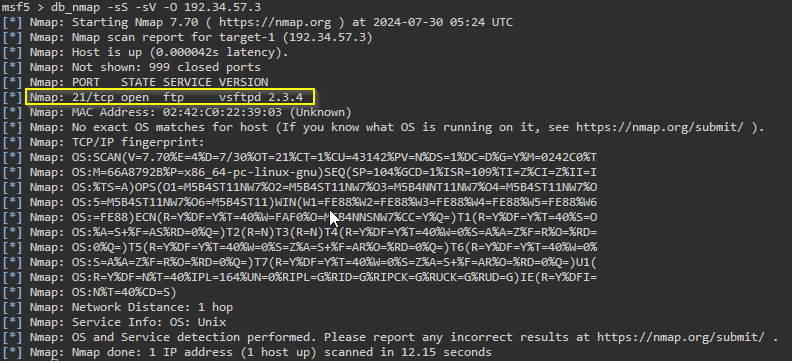 msf5 > db_nmap -sS -sV -O 192.34.57.3
[*] Nmap: Starting Nmap 7.70 ( https://nmap.org ) at 2024-07-30 05:24 UTC
[*] Nmap: Nmap scan report for target-1 (192.34.57.3)
[*] Nmap: Host is up (0.000042s latency).
[*] Nmap: Not shown: 999 closed ports
[*] Nmap: PORT   STATE SERVICE VERSION
[*] Nmap: 21/tcp open  ftp     vsftpd 2.3.4
[*] Nmap: MAC Address: 02:42:C0:22:39:03 (Unknown)
[*] Nmap: No exact OS matches for host (If you know what OS is running on it, see https://nmap.org/submit/ ).
[*] Nmap: TCP/IP fingerprint:
[*] Nmap: OS:SCAN(V=7.70%E=4%D=7/30%OT=21%CT=1%CU=43142%PV=N%DS=1%DC=D%G=Y%M=0242C0%T
[*] Nmap: OS:M=66A8792B%P=x86_64-pc-linux-gnu)SEQ(SP=104%GCD=1%ISR=109%TI=Z%CI=Z%II=I
[*] Nmap: OS:%TS=A)OPS(O1=M5B4ST11NW7%O2=M5B4ST11NW7%O3=M5B4NNT11NW7%O4=M5B4ST11NW7%O
[*] Nmap: OS:5=M5B4ST11NW7%O6=M5B4ST11)WIN(W1=FE88%W2=FE88%W3=FE88%W4=FE88%W5=FE88%W6
[*] Nmap: OS:=FE88)ECN(R=Y%DF=Y%T=40%W=FAF0%O=M5B4NNSNW7%CC=Y%Q=)T1(R=Y%DF=Y%T=40%S=O
[*] Nmap: OS:%A=S+%F=AS%RD=0%Q=)T2(R=N)T3(R=N)T4(R=Y%DF=Y%T=40%W=0%S=A%A=Z%F=R%O=%RD=
[*] Nmap: OS:0%Q=)T5(R=Y%DF=Y%T=40%W=0%S=Z%A=S+%F=AR%O=%RD=0%Q=)T6(R=Y%DF=Y%T=40%W=0%
[*] Nmap: OS:S=A%A=Z%F=R%O=%RD=0%Q=)T7(R=Y%DF=Y%T=40%W=0%S=Z%A=S+%F=AR%O=%RD=0%Q=)U1(
[*] Nmap: OS:R=Y%DF=N%T=40%IPL=164%UN=0%RIPL=G%RID=G%RIPCK=G%RUCK=G%RUD=G)IE(R=Y%DFI=
[*] Nmap: OS:N%T=40%CD=S)
[*] Nmap: Network Distance: 1 hop
[*] Nmap: Service Info: OS: Unix
[*] Nmap: OS and Service detection performed. Please report any incorrect results at https://nmap.org/submit/ .
[*] Nmap: Nmap done: 1 IP address (1 host up) scanned in 12.15 seconds